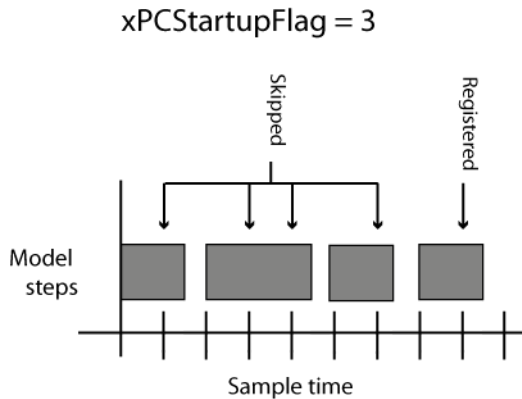 xPCStartupFlag = 3
Skipped
Registered
Model
steps
Sample time